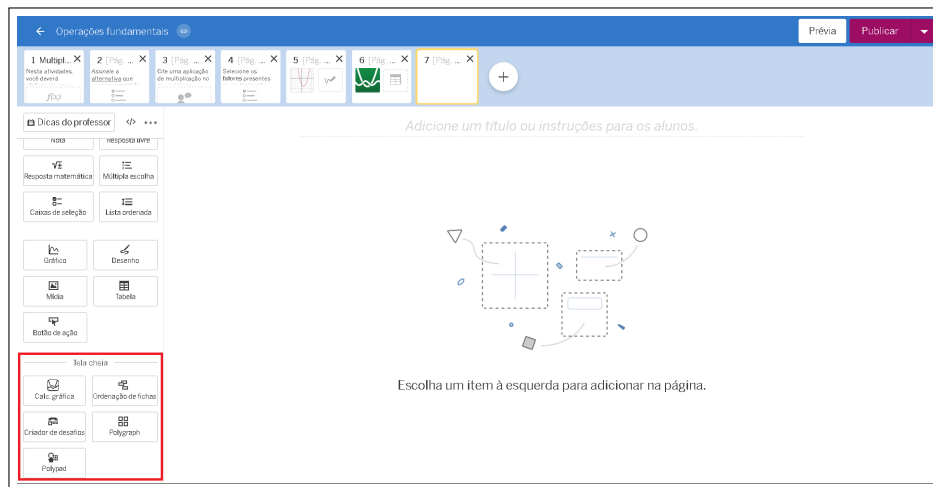 ← Operações fundamentais
Prévia
Publicar
1 Multipl... X
Nesta atividades,
você deverá
f(x)
2 [Pág. ... X
Assinale a
alternativa que
3 [Pág. ... X
Cite uma aplicação
de multiplicação no
4 [Pág. ... X
Selecione os
fatores presentes
5 [Pág. ... X
6 [Pág. ... X
7 [Pág. ... X
+
Dicas do professor </> ...
Nota
Resposta livre
Resposta matemática
Múltipla escolha
Caixas de seleção
Lista ordenada
Gráfico
Desenho
Mídia
Tabela
Botão de ação
Tela cheia
Calc. gráfica
Ordenação de fichas
Criador de desafios
Polygraph
Polypad
Adicione um título ou instruções para os alunos.
Escolha um item à esquerda para adicionar na página.